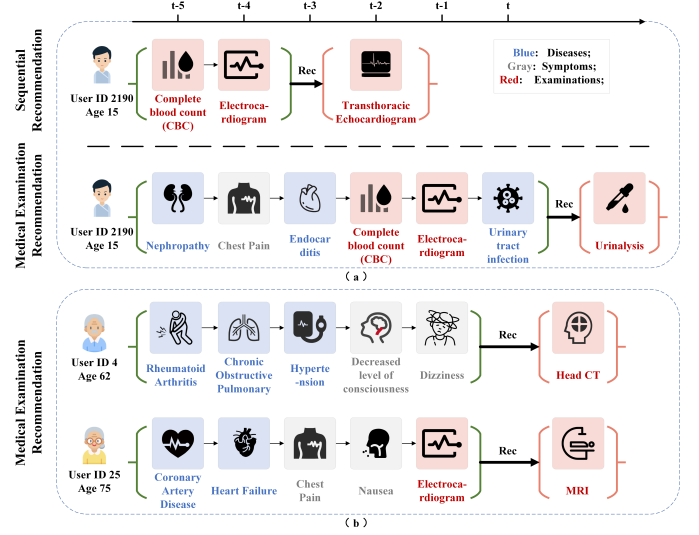 t-5 t-4 t-3 t-2 t-1 t
Sequential
Recommendation
User ID 2190
Age 15
Complete
blood count
(CBC)
Electroca-
rdiogram
Rec
Transthoracic
Echocardiogram
Blue: Diseases;
Gray: Symptoms;
Red: Examinations;
Medical Examination
Recommendation
User ID 2190
Age 15
Nephropathy
Chest Pain
Endocar
ditis
Complete
blood count
(CBC)
Electroca-
rdiogram
Urinary
tract
infection
Rec
Urinalysis
( a )
Medical Examination
Recommendation
User ID 4
Age 62
Rheumatoid
Arthritis
Chronic
Obstructive
Pulmonary
Hyperte
-nsion
Decreased
level of
consciousness
Dizziness
Rec
Head CT
User ID 25
Age 75
Coronary
Artery
Disease
Heart Failure
Chest
Pain
Nausea
Electroca-
rdiogram
Rec
MRI
( b )